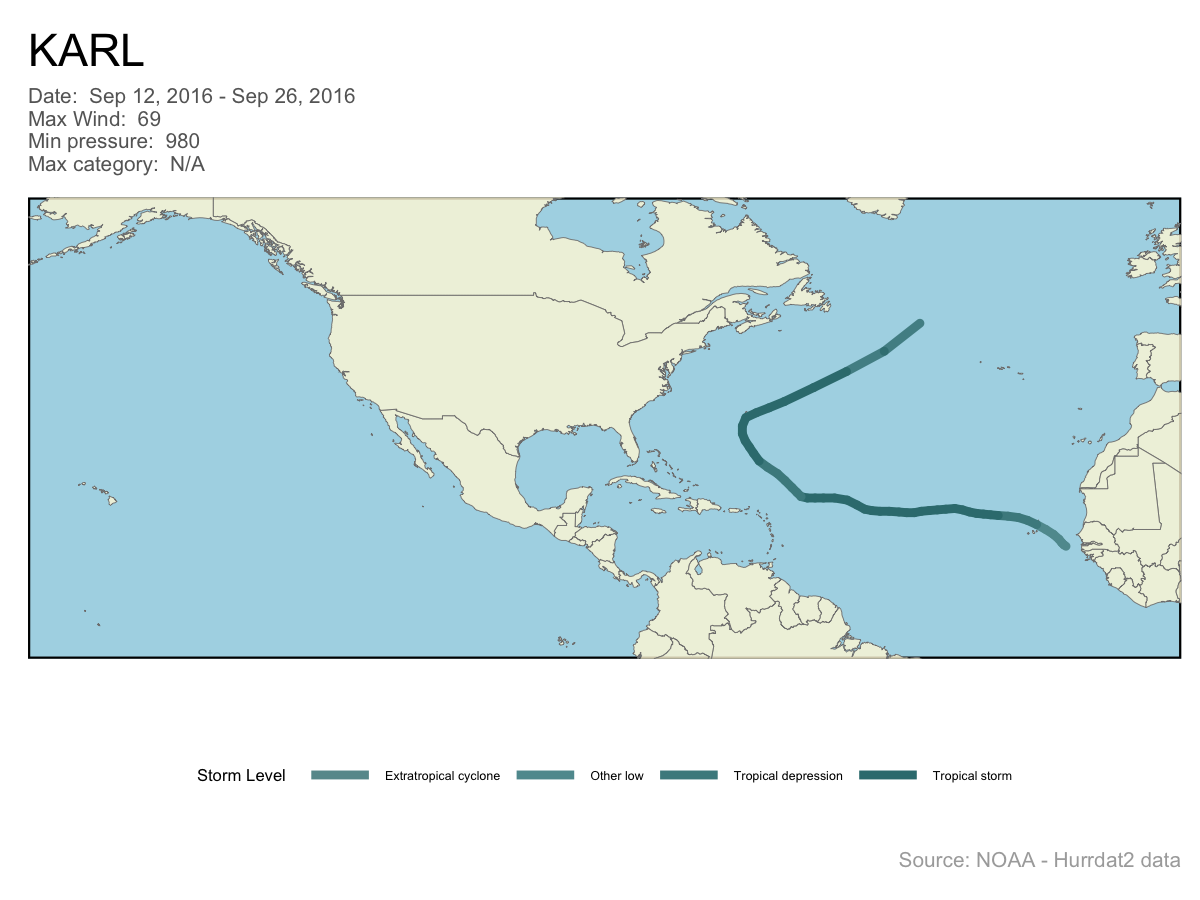 KARL
Date:  Sep 12, 2016 - Sep 26, 2016
Max Wind:  69
Min pressure:  980
Max category:  N/A
Storm Level Extratropical cyclone Other low Tropical depression Tropical storm
Source: NOAA - Hurrdat2 data